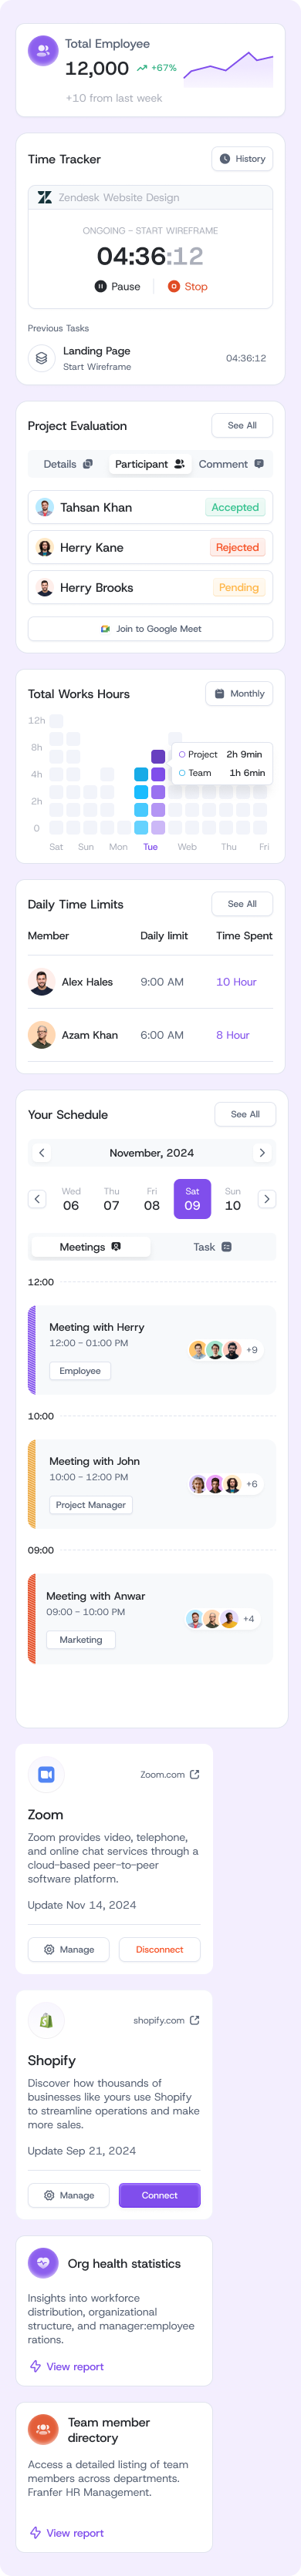 Total Employee
12,000 +67%
+10 from last week
Time Tracker History
Zendesk Website Design
ONGOING - START WIREFRAME
04:36:12
Pause Stop
Previous Tasks
Landing Page
Start Wireframe
04:36:12
Project Evaluation See All
Details Participant Comment
Tahsan Khan Accepted
Herry Kane Rejected
Herry Brooks Pending
Join to Google Meet
Total Works Hours Monthly
12h
8h
Project 2h 9min
4h
Team 1h 6min
2h
0
Sat Sun Mon Tue Web Thu Fri
Daily Time Limits See All
Member Daily limit Time Spent
Alex Hales 9:00 AM 10 Hour
Azam Khan 6:00 AM 8 Hour
Your Schedule See All
November, 2024
Wed Thu Fri Sat Sun
06 07 08 09 10
Meetings Task
12:00
Meeting with Herry
12:00 - 01:00 PM
+9
Employee
10:00
Meeting with John
10:00 - 12:00 PM
+6
Project Manager
09:00
Meeting with Anwar
09:00 - 10:00 PM
+4
Marketing
Zoom.com
Zoom
Zoom provides video, telephone,
and online chat services through a
cloud-based peer-to-peer
software platform.
Update Nov 14, 2024
Manage Disconnect
shopify.com
Shopify
Discover how thousands of
businesses like yours use Shopify
to streamline operations and make
more sales.
Update Sep 21, 2024
Manage Connect
Org health statistics
Insights into workforce
distribution, organizational
structure, and manager:employee
rations.
View report
Team member
directory
Access a detailed listing of team
members across departments.
Franfer HR Management.
View report